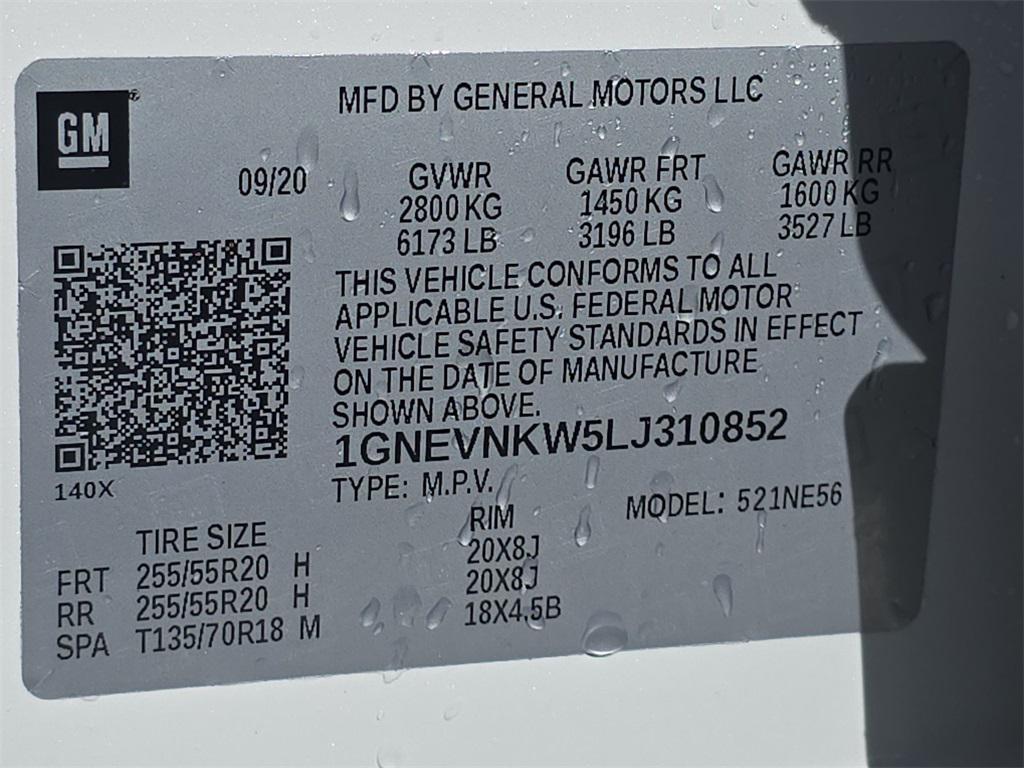 GM
MFD BY GENERAL MOTORS LLC
09/20 GVWR GAWR FRT GAWR RR
2800 KG 1450 KG 1600 KG
6173 LB 3196 LB 3527 LB
THIS VEHICLE CONFORMS TO ALL
APPLICABLE U.S. FEDERAL MOTOR
VEHICLE SAFETY STANDARDS IN EFFECT
ON THE DATE OF MANUFACTURE
SHOWN ABOVE.
1GNEVNKW5LJ310852
140X
TYPE: M.P.V. MODEL: 521NE56
TIRE SIZE RIM
FRT 255/55R20 H 20X8J
RR 255/55R20 H 20X8J
SPA T135/70R18 M 18X4.5B